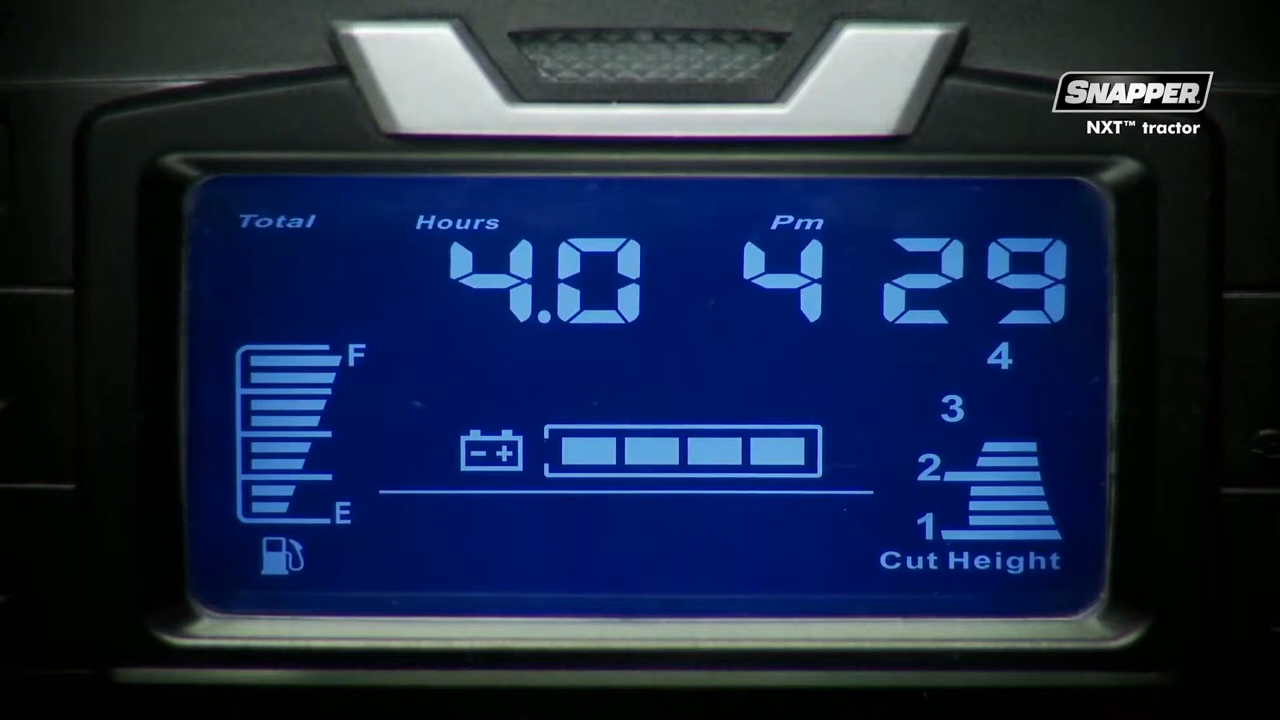 SNAPPER
NXT™ tractor
Total Hours Pm
4.0 4 29
F
4
3
- +
2
E
1
Cut Height